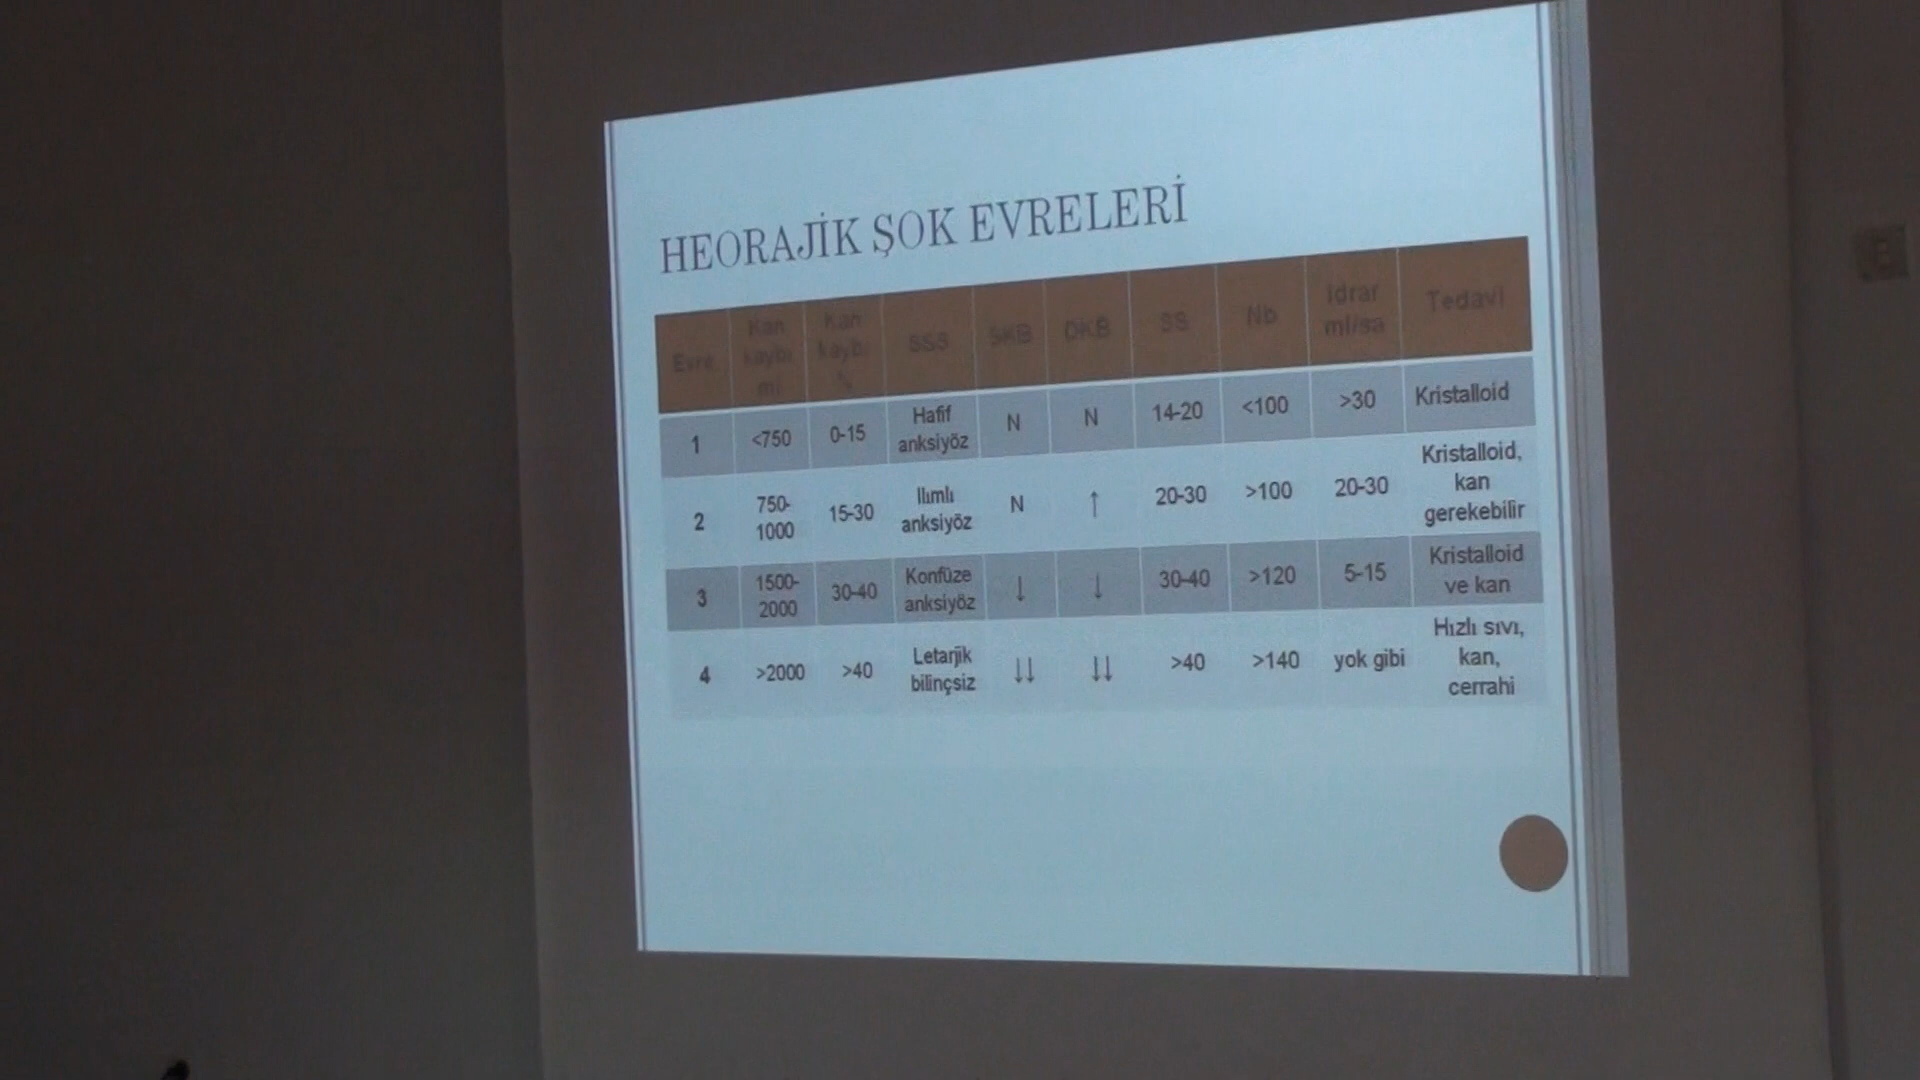 HEORAJİK ŞOK EVRELERİ
Evre Kan kaybı ml Kan kaybı % SSS SKB DKB SS Nb İdrar ml/sa Tedavi
1 <750 0-15 Hafif anksiyöz N N 14-20 <100 >30 Kristalloid
2 750-1000 15-30 Ilımlı anksiyöz N ↑ 20-30 >100 20-30 Kristalloid, kan gerekebilir
3 1500-2000 30-40 Konfüze anksiyöz ↓ ↓ 30-40 >120 5-15 Kristalloid ve kan
4 >2000 >40 Letarjik bilinçsiz ↓↓ ↓↓ >40 >140 yok gibi Hızlı sıvı, kan, cerrahi